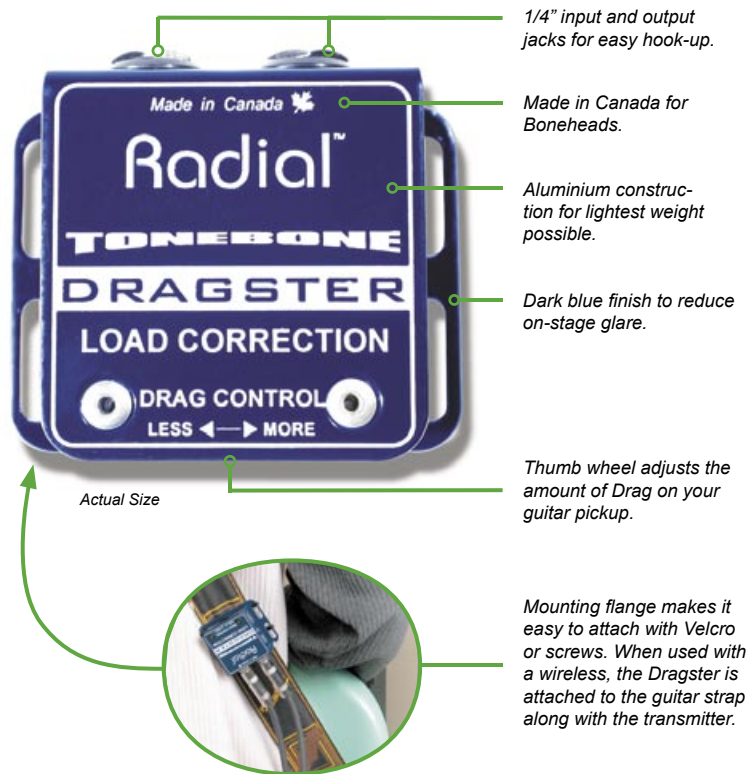 1/4" input and output
jacks for easy hook-up.
Made in Canada
Made in Canada for
Boneheads.
Radial™
Aluminium construc-
tion for lightest weight
possible.
TONEBONE
DRAGSTER
Dark blue finish to reduce
on-stage glare.
LOAD CORRECTION
DRAG CONTROL
LESS ◄—► MORE
Thumb wheel adjusts the
amount of Drag on your
guitar pickup.
Actual Size
Mounting flange makes it
easy to attach with Velcro
or screws. When used with
a wireless, the Dragster is
attached to the guitar strap
along with the transmitter.
Radial